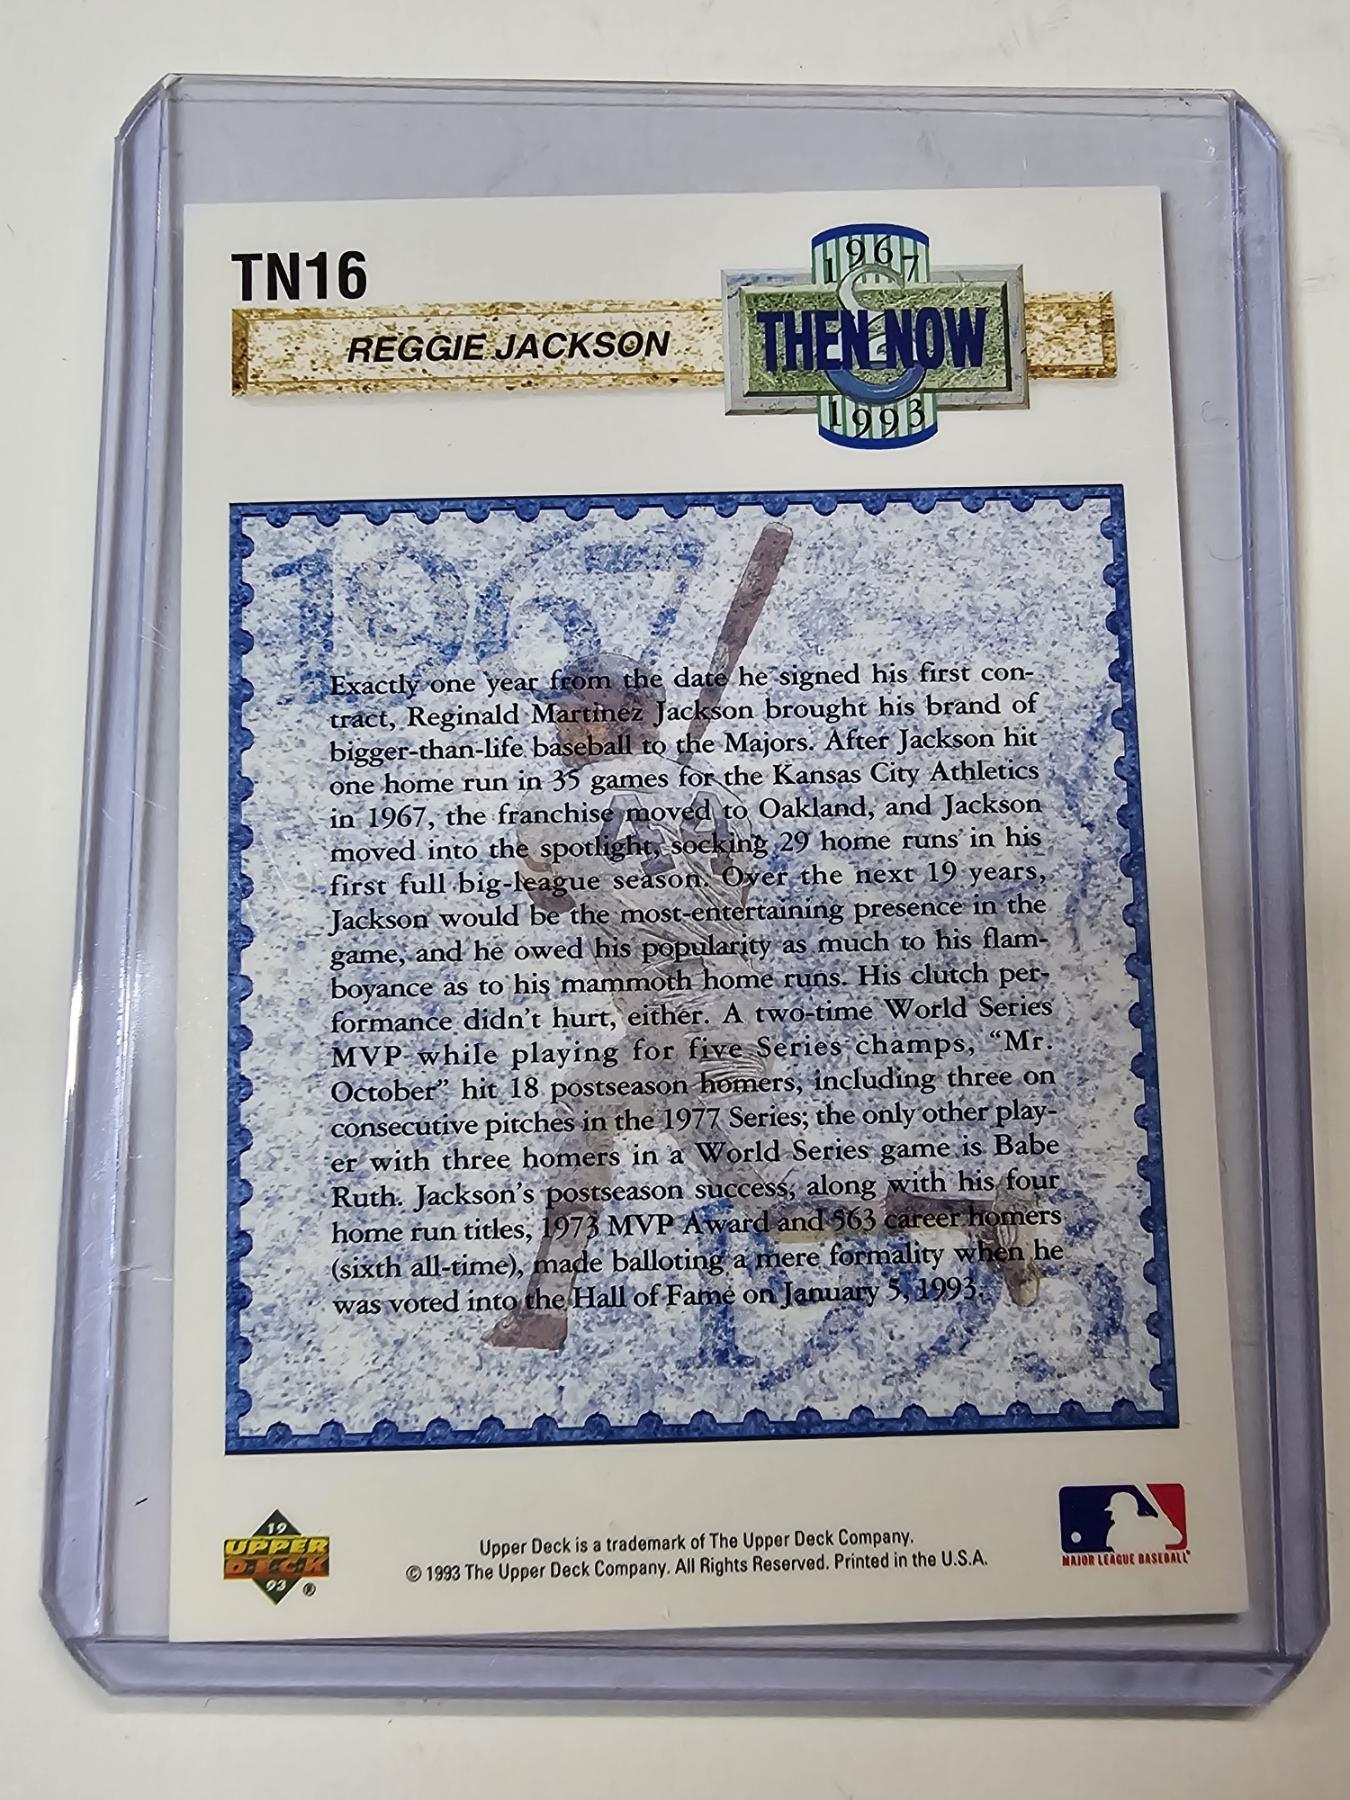 TN16
1967
REGGIE JACKSON
THEN & NOW
1993
1967
Exactly one year from the date he signed his first con-
tract, Reginald Martinez Jackson brought his brand of
bigger-than-life baseball to the Majors. After Jackson hit
one home run in 35 games for the Kansas City Athletics
in 1967, the franchise moved to Oakland, and Jackson
moved into the spotlight, socking 29 home runs in his
first full big-league season. Over the next 19 years,
Jackson would be the most-entertaining presence in the
game, and he owed his popularity as much to his flam-
boyance as to his mammoth home runs. His clutch per-
formance didn't hurt, either. A two-time World Series
MVP while playing for five Series champs, “Mr.
October” hit 18 postseason homers, including three on
consecutive pitches in the 1977 Series; the only other play-
er with three homers in a World Series game is Babe
Ruth. Jackson's postseason success, along with his four
home run titles, 1973 MVP Award and 563 career homers
(sixth all-time), made balloting a mere formality when he
was voted into the Hall of Fame on January 5, 1993.
44
1993
19
UPPER
DECK
93 ®
Upper Deck is a trademark of The Upper Deck Company.
© 1993 The Upper Deck Company. All Rights Reserved. Printed in the U.S.A.
MAJOR LEAGUE BASEBALL